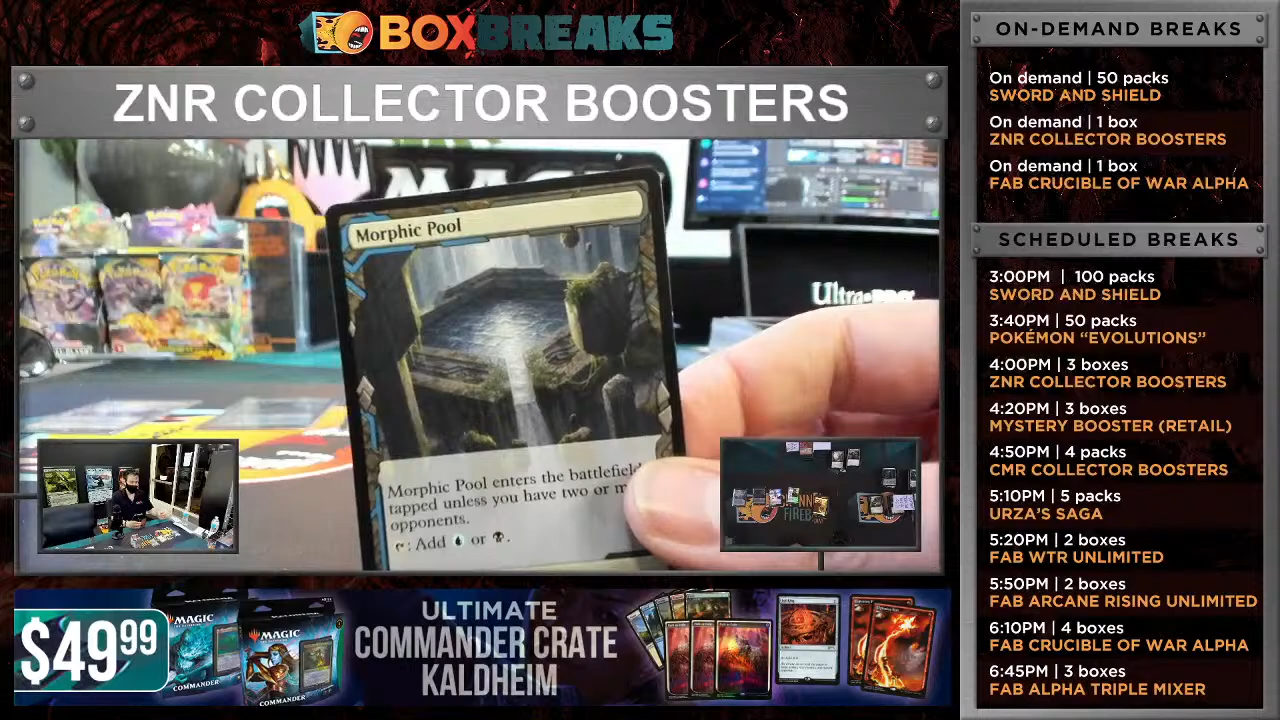 BOXBREAKS
ZNR COLLECTOR BOOSTERS
Morphic Pool
Morphic Pool enters the battlefield
tapped unless you have two or m
opponents.
: Add or .
Ultra
$49.99
MAGIC
COMMANDER
MAGIC
COMMANDER
ULTIMATE
COMMANDER CRATE
KALDHEIM
ON-DEMAND BREAKS
On demand | 50 packs
SWORD AND SHIELD
On demand | 1 box
ZNR COLLECTOR BOOSTERS
On demand | 1 box
FAB CRUCIBLE OF WAR ALPHA
SCHEDULED BREAKS
3:00PM | 100 packs
SWORD AND SHIELD
3:40PM | 50 packs
POKÉMON “EVOLUTIONS”
4:00PM | 3 boxes
ZNR COLLECTOR BOOSTERS
4:20PM | 3 boxes
MYSTERY BOOSTER (RETAIL)
4:50PM | 4 packs
CMR COLLECTOR BOOSTERS
5:10PM | 5 packs
URZA’S SAGA
5:20PM | 2 boxes
FAB WTR UNLIMITED
5:50PM | 2 boxes
FAB ARCANE RISING UNLIMITED
6:10PM | 4 boxes
FAB CRUCIBLE OF WAR ALPHA
6:45PM | 3 boxes
FAB ALPHA TRIPLE MIXER